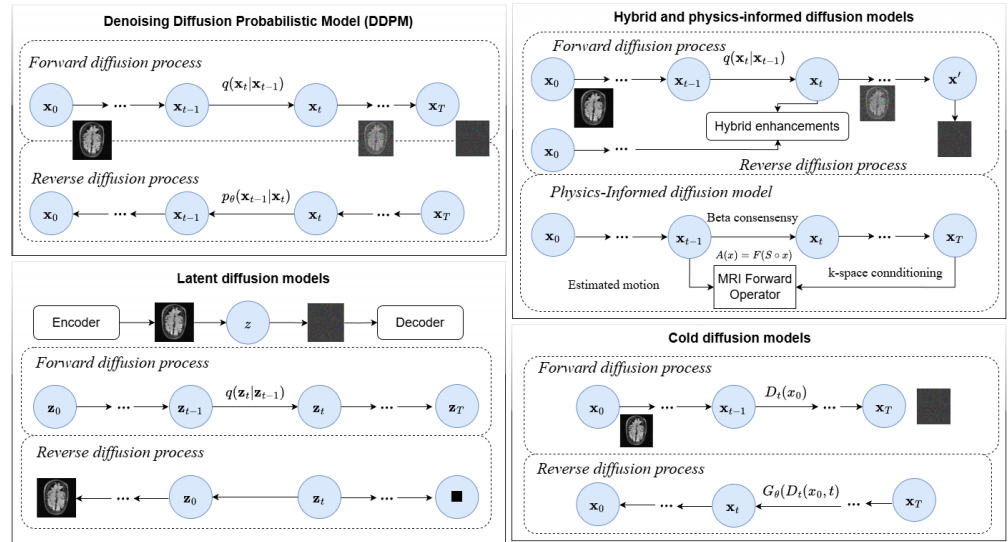 Denoising Diffusion Probabilistic Model (DDPM)
Forward diffusion process
q(x_t|x_{t−1})
x_0 ... x_{t−1} x_t ... x_T
Reverse diffusion process
p_θ(x_{t−1}|x_t)
x_0 ... x_{t−1} x_t ... x_T
Latent diffusion models
Encoder z Decoder
Forward diffusion process
q(z_t|z_{t−1})
z_0 ... z_{t−1} z_t ... z_T
Reverse diffusion process
... z_0 z_t ...
Hybrid and physics-informed diffusion models
Forward diffusion process
q(x_t|x_{t−1})
x_0 ... x_{t−1} x_t ... x′
Hybrid enhancements
x_0 ...
Reverse diffusion process
Physics-Informed diffusion model
Beta consensusy
x_0 ... x_{t−1} x_t ... x_T
A(x) = F(S ∘ x)
Estimated motion
MRI Forward
Operator
k-space connditioning
Cold diffusion models
Forward diffusion process
D_t(x_0)
x_0 ... x_{t−1} ... x_T
Reverse diffusion process
G_θ(D_t(x_0, t)
x_0 ... x_t ... x_T